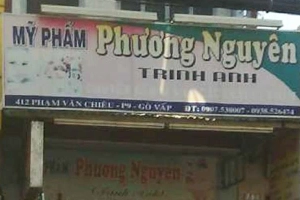 MỸ PHẨM
Phương Nguyên
TRINH ANH
412 PHẠM VĂN CHIÊU - P9 - GÒ VẤP ĐT: 0907.530007 - 0938.526474
Phương Nguyên